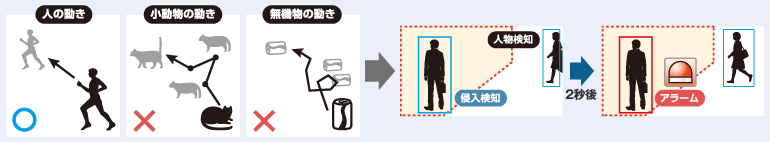 人の動き
小動物の動き
無機物の動き
人物検知
侵入検知
2秒後
アラーム